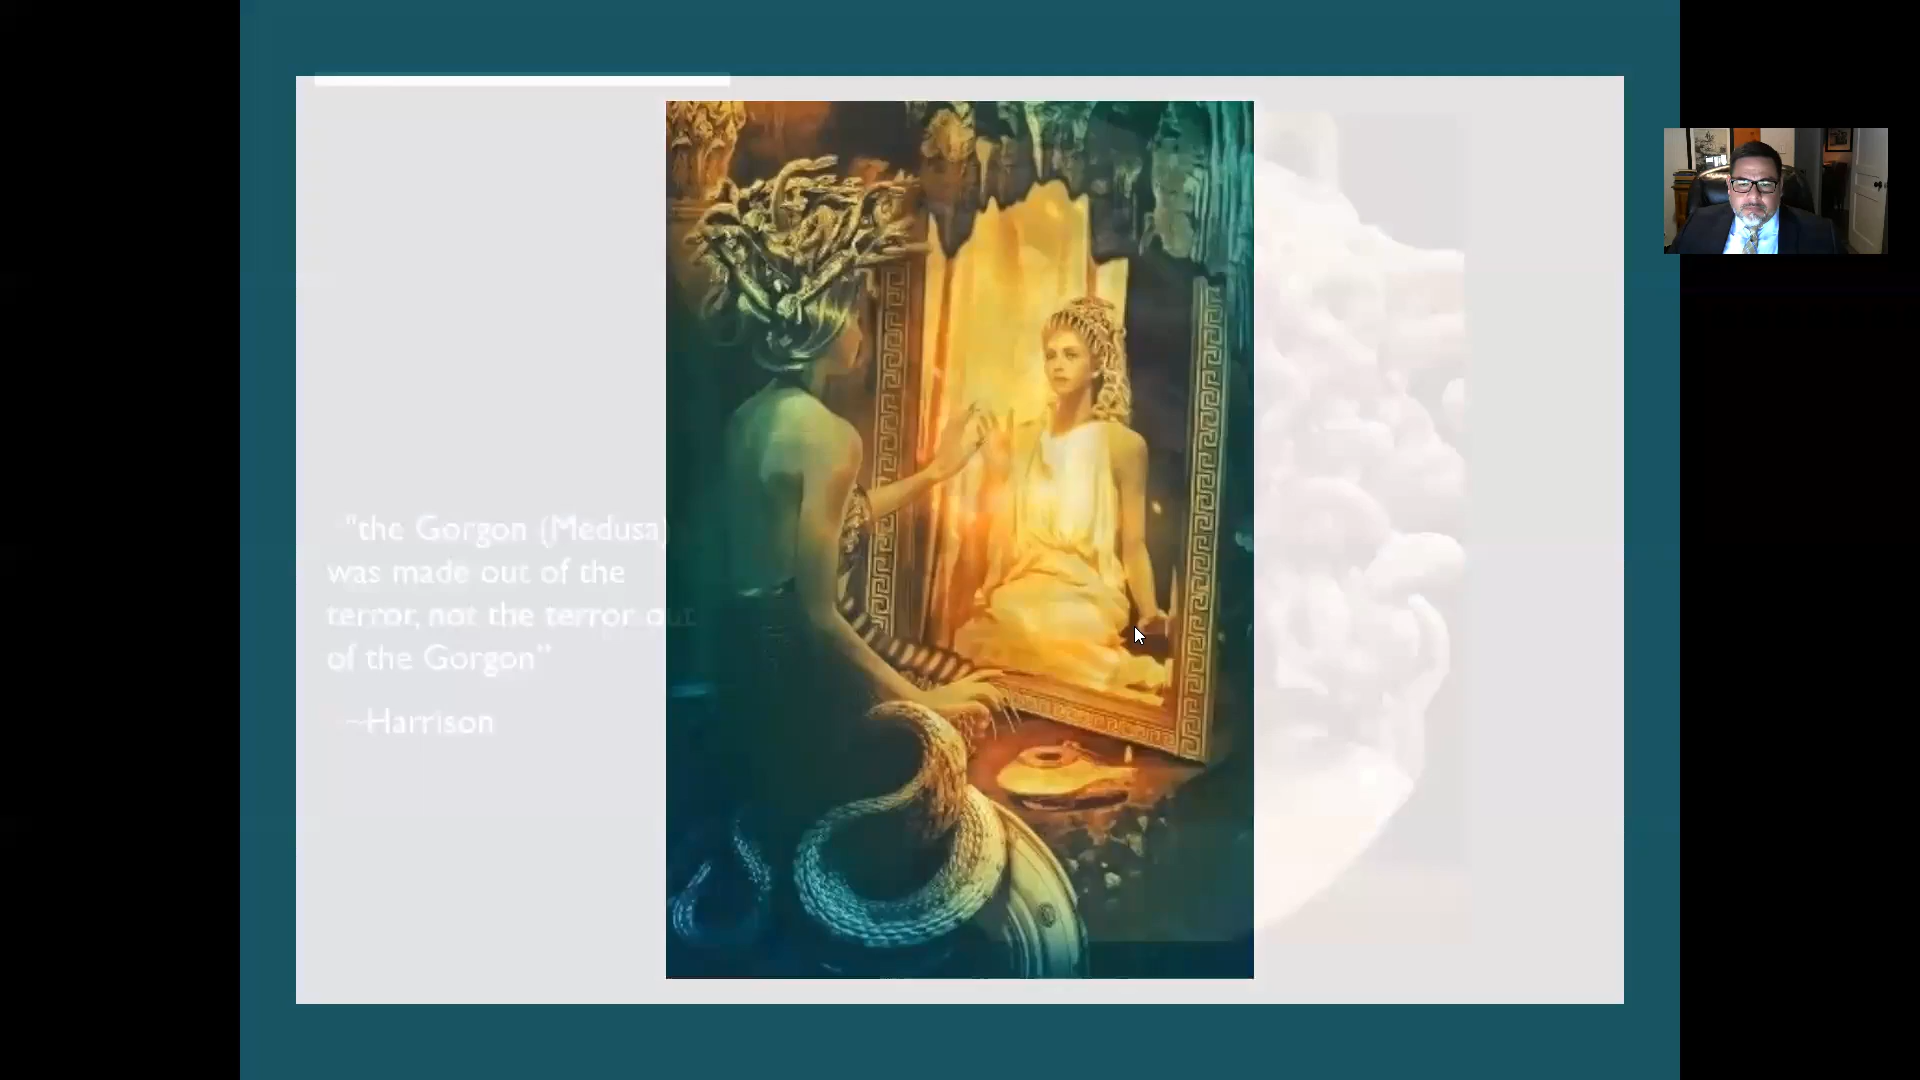 "the Gorgon (Medusa)
was made out of the
terror, not the terror out
of the Gorgon"
~Harrison